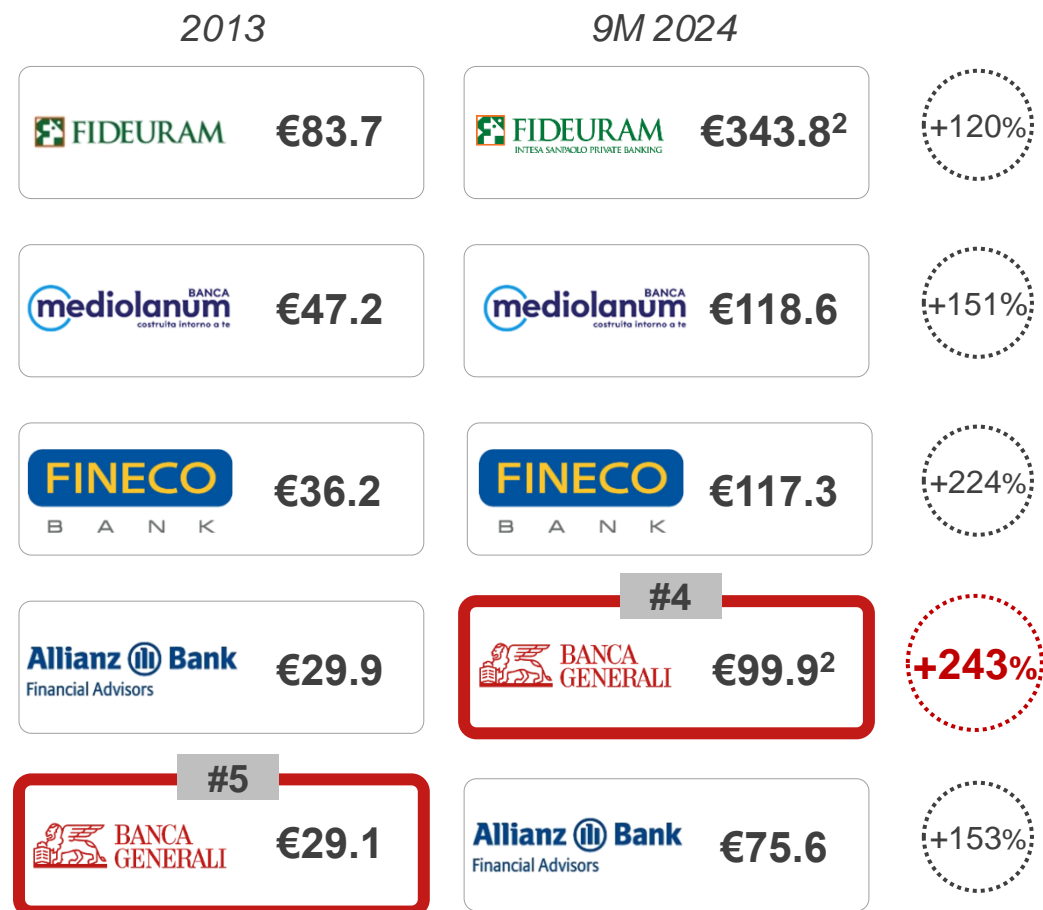 2013 9M 2024
FIDEURAM €83.7 FIDEURAM €343.8² +120%
INTESA SANPAOLO PRIVATE BANKING
BANCA BANCA
mediolanum €47.2 mediolanum €118.6 +151%
costruita intorno a te costruita intorno a te
FINECO €36.2 FINECO €117.3 +224%
BANK BANK
#4
Allianz Bank €29.9 BANCA €99.9² +243%
Financial Advisors GENERALI
#5
BANCA €29.1 Allianz Bank €75.6 +153%
GENERALI Financial Advisors